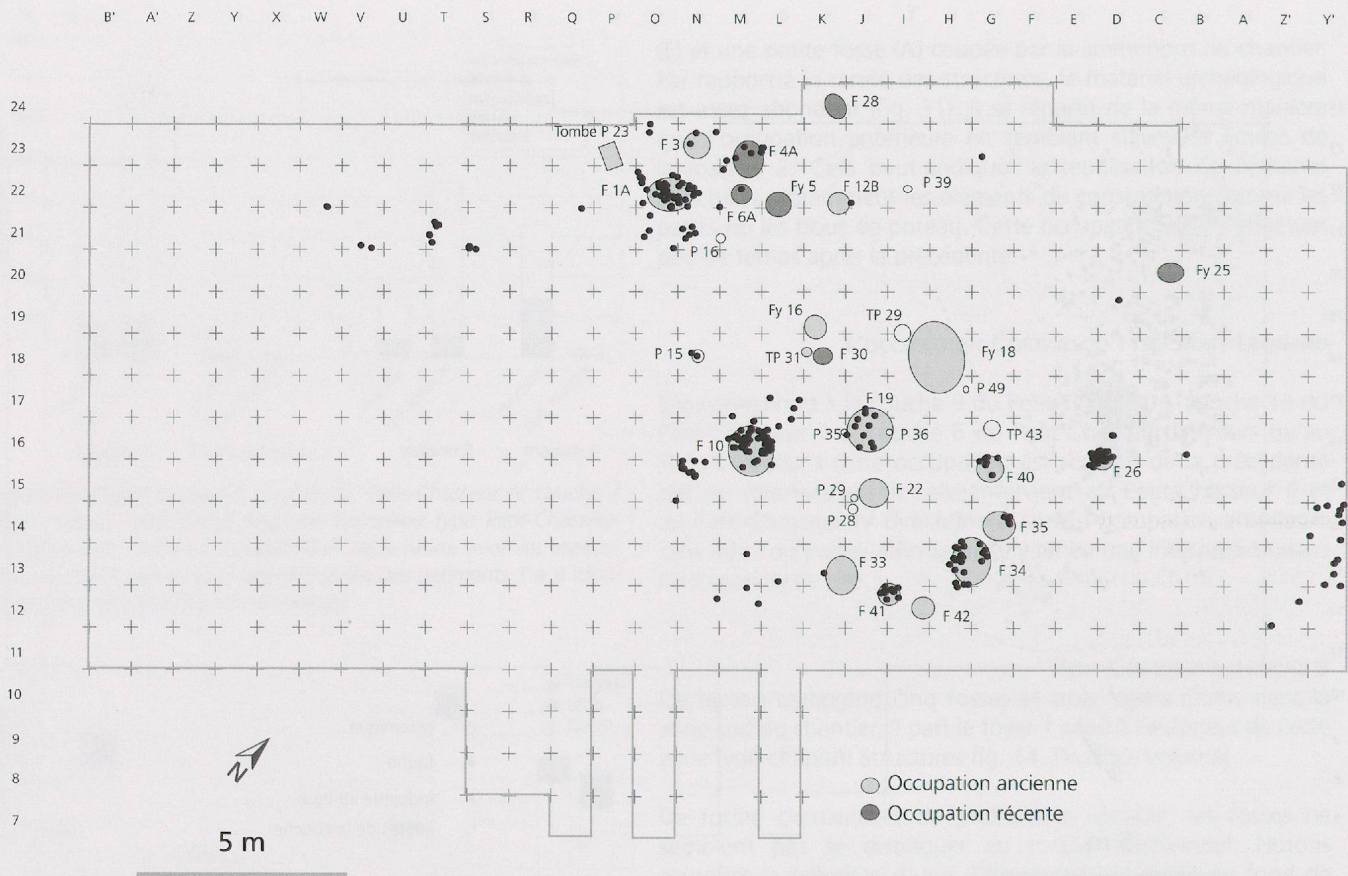 B' A' Z Y X W V U T S R Q P O N M L K J I H G F E D C B A Z' Y'
24 F 28
Tombe P 23
23 F 3 F 4A
22 F 1A Fy 5 F 12B P 39
F 6A
21 P 16
20 Fy 25
19 Fy 16 TP 29
18 P 15 TP 31 F 30 Fy 18
17 P 49
F 19
16 F 10 P 35 P 36 TP 43
F 40 F 26
15 P 29 F 22
14 P 28 F 35
13 F 33 F 34
12 F 41 F 42
11
10
9
8
7
N
Occupation ancienne
Occupation récente
5 m